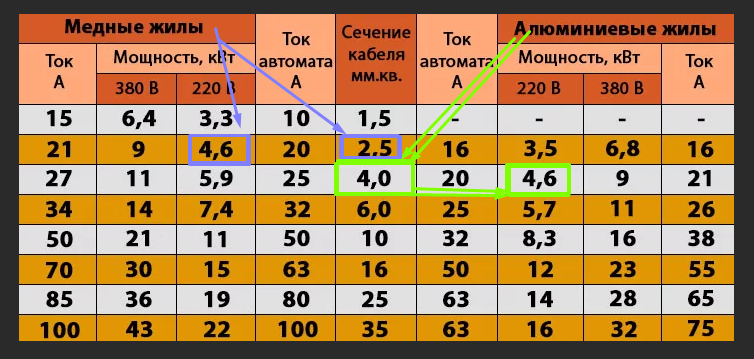 Медные жилы Ток автомата А Сечение кабеля мм.кв. Ток автомата А Алюминиевые жилы
Ток А Мощность, кВт Мощность, кВт Ток А
380 В 220 В 220 В 380 В
15 6,4 3,3 10 1,5 - - - -
21 9 4,6 20 2,5 16 3,5 6,8 16
27 11 5,9 25 4,0 20 4,6 9 21
34 14 7,4 32 6,0 25 5,7 11 26
50 21 11 50 10 32 8,3 16 38
70 30 15 63 16 50 12 23 55
85 36 19 80 25 63 14 28 65
100 43 22 100 35 63 16 32 75